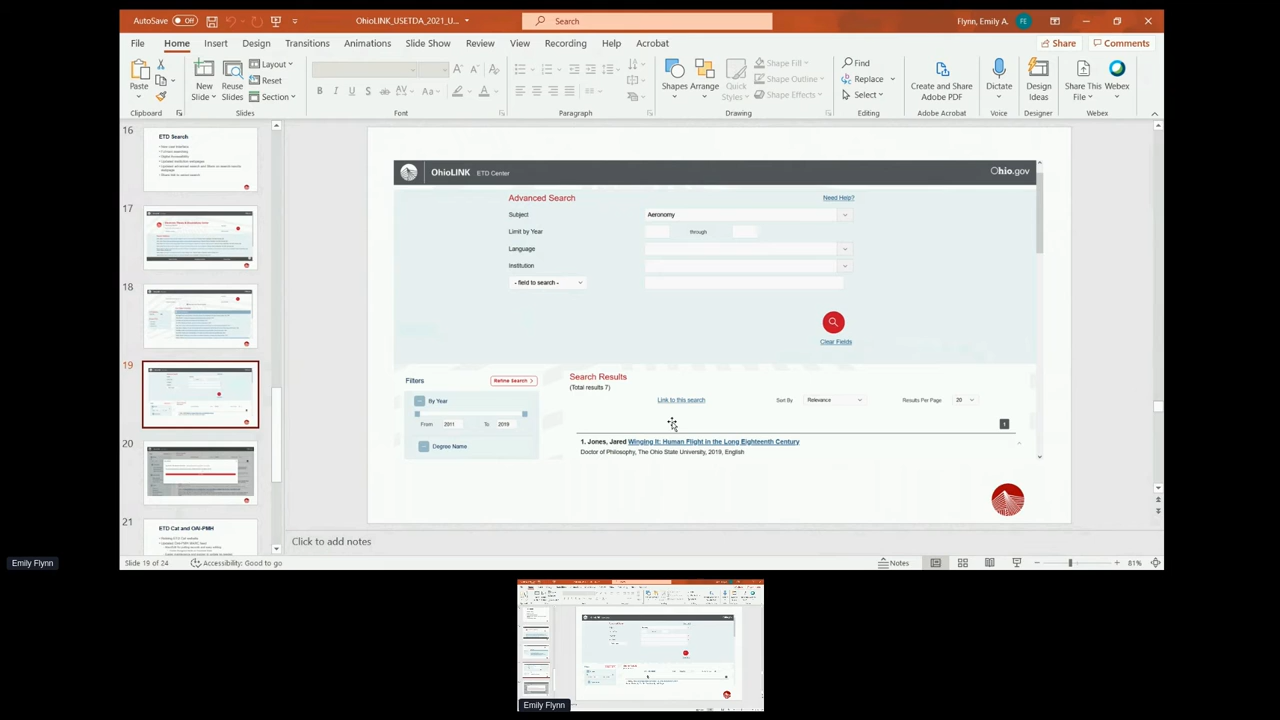 AutoSave Off OhioLINK_USETDA_2021_U... Search Flynn, Emily A. FE
File Home Insert Design Transitions Animations Slide Show Review View Recording Help Acrobat Share Comments
Paste New Slide Reuse Slides Layout Reset Section Shapes Arrange Quick Styles Shape Fill Shape Outline Shape Effects Find Replace Select Create and Share Adobe PDF Dictate Design Ideas Share This File Webex
Clipboard Slides Font Paragraph Drawing Editing Adobe Acrobat Voice Designer Webex
16
ETD Search
17
18
19
20
21
ETD Cat and OAI-PMH
OhioLINK ETD Center Ohio.gov
Advanced Search Need Help?
Subject Aeronomy
Limit by Year through
Language
Institution
- field to search -
Clear Fields
Filters Refine Search
Search Results
(Total results 7)
By Year
Link to this search Sort By Relevance Results Per Page 20
From 2011 To 2019
1
Degree Name
1. Jones, Jared Winging It: Human Flight in the Long Eighteenth Century
Doctor of Philosophy, The Ohio State University, 2019, English
Click to add notes
Slide 19 of 24 Accessibility: Good to go Notes 81%
Emily Flynn
Emily Flynn